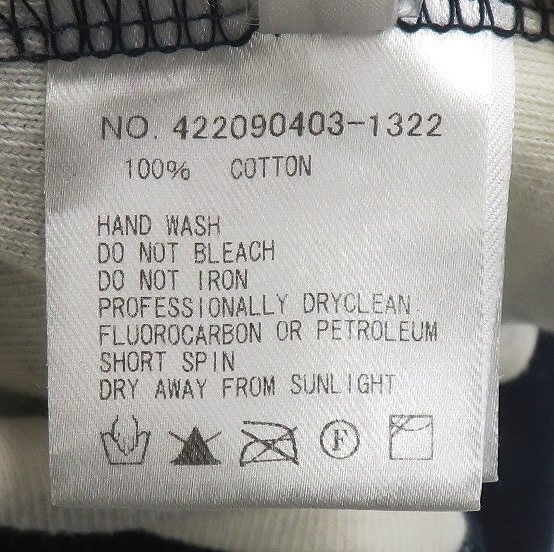 NO. 422090403-1322
100% COTTON
HAND WASH
DO NOT BLEACH
DO NOT IRON
PROFESSIONALLY DRYCLEAN
FLUOROCARBON OR PETROLEUM
SHORT SPIN
DRY AWAY FROM SUNLIGHT
F